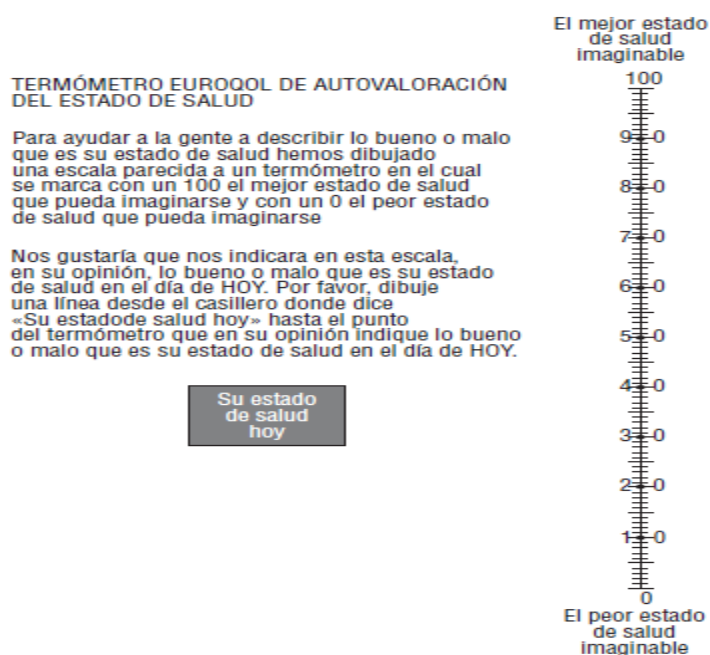 TERMÓMETRO EUROQOL DE AUTOVALORACIÓN
DEL ESTADO DE SALUD
Para ayudar a la gente a describir lo bueno o malo
que es su estado de salud hemos dibujado
una escala parecida a un termómetro en el cual
se marca con un 100 el mejor estado de salud
que pueda imaginarse y con un 0 el peor estado
de salud que pueda imaginarse
Nos gustaría que nos indicara en esta escala,
en su opinión, lo bueno o malo que es su estado
de salud en el día de HOY. Por favor, dibuje
una línea desde el casillero donde dice
«Su estadode salud hoy» hasta el punto
del termómetro que en su opinión indique lo bueno
o malo que es su estado de salud en el día de HOY.
Su estado
de salud
hoy
El mejor estado
de salud
imaginable
100
9 0
8 0
7 0
6 0
5 0
4 0
3 0
2 0
1 0
0
El peor estado
de salud
imaginable